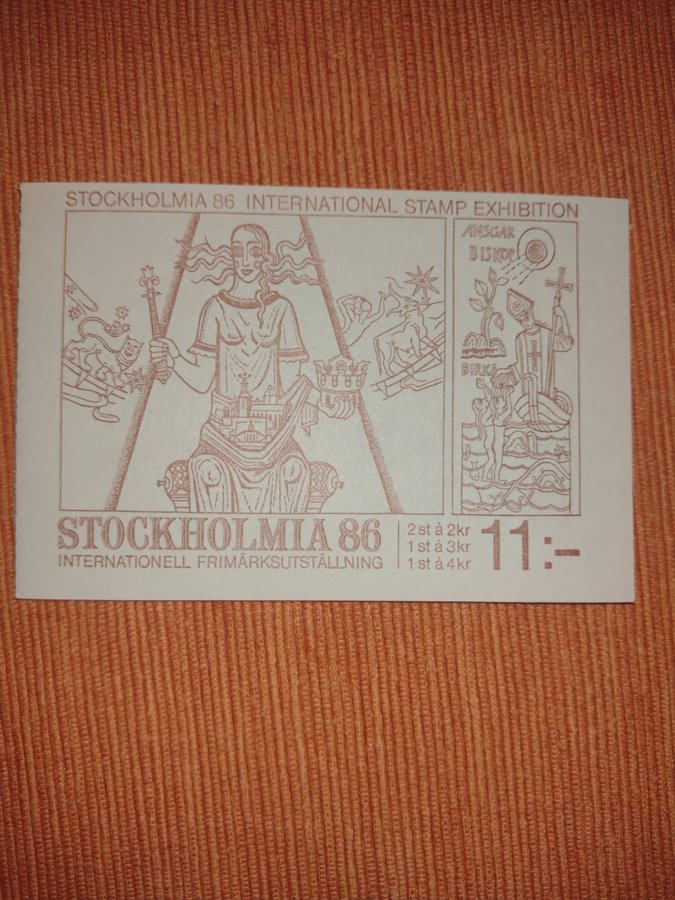 STOCKHOLMIA 86 INTERNATIONAL STAMP EXHIBITION
ANSGAR
BISKOP
BIRKA
STOCKHOLMIA 86
INTERNATIONELL FRIMÄRKSUTSTÄLLNING
2 st à 2 kr
1 st à 3 kr
1 st à 4 kr
11:-